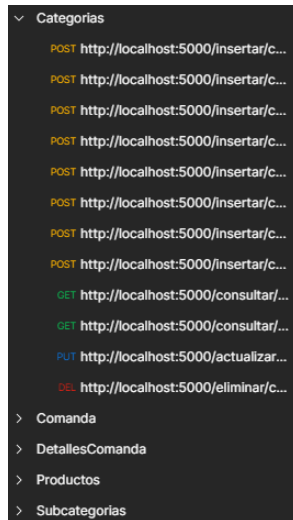 Categorias
POST http://localhost:5000/insertar/c...
POST http://localhost:5000/insertar/c...
POST http://localhost:5000/insertar/c...
POST http://localhost:5000/insertar/c...
POST http://localhost:5000/insertar/c...
POST http://localhost:5000/insertar/c...
POST http://localhost:5000/insertar/c...
POST http://localhost:5000/insertar/c...
GET http://localhost:5000/consultar/...
GET http://localhost:5000/consultar/...
PUT http://localhost:5000/actualizar...
DEL http://localhost:5000/eliminar/c...
Comanda
DetallesComanda
Productos
Subcategorias